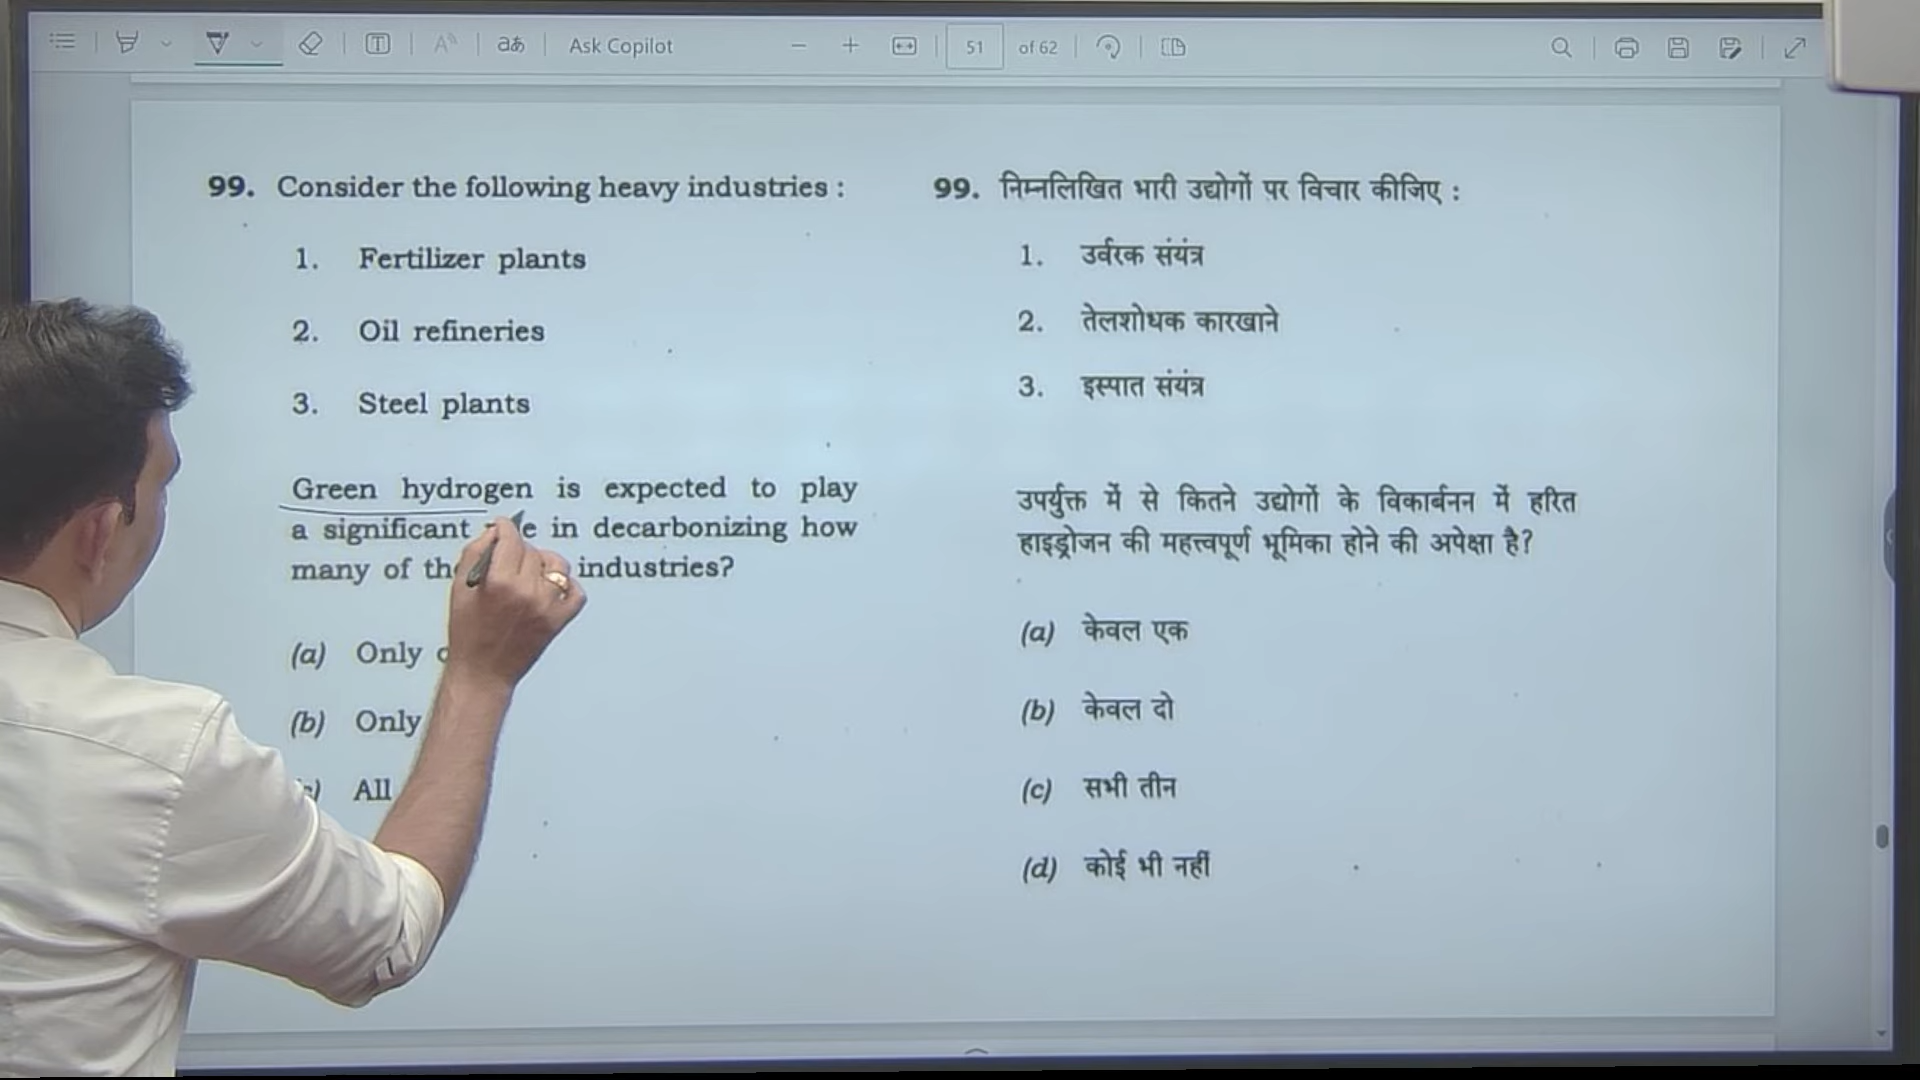 Ask Copilot
51 of 62
99. Consider the following heavy industries :
1. Fertilizer plants
2. Oil refineries
3. Steel plants
Green hydrogen is expected to play
a significant in decarbonizing how
many of industries?
(a) Only
(b) Only
All
99. निम्नलिखित भारी उद्योगों पर विचार कीजिए :
1. उर्वरक संयंत्र
2. तेलशोधक कारखाने
3. इस्पात संयंत्र
उपर्युक्त में से कितने उद्योगों के विकार्बनन में हरित
हाइड्रोजन की महत्त्वपूर्ण भूमिका होने की अपेक्षा है?
(a) केवल एक
(b) केवल दो
(c) सभी तीन
(d) कोई भी नहीं